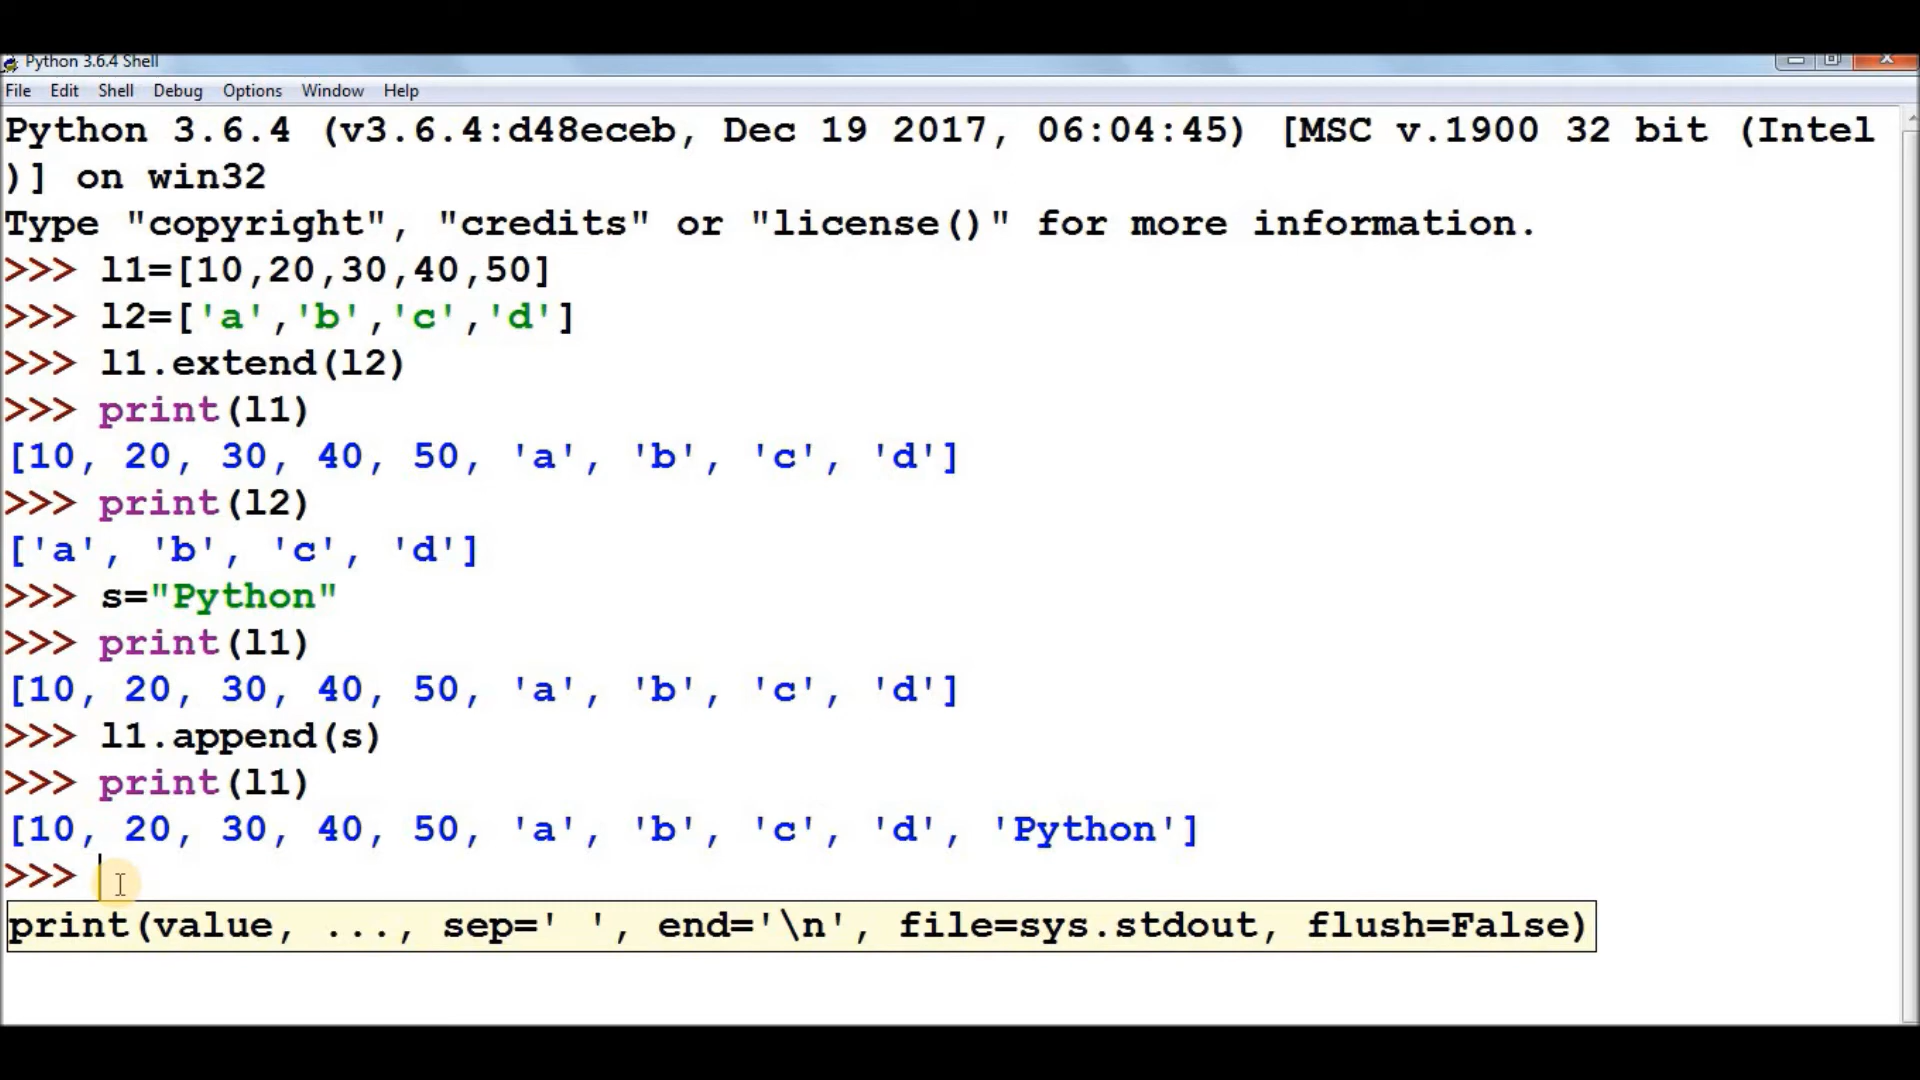 Python 3.6.4 Shell
File Edit Shell Debug Options Window Help
Python 3.6.4 (v3.6.4:d48eceb, Dec 19 2017, 06:04:45) [MSC v.1900 32 bit (Intel
)] on win32
Type "copyright", "credits" or "license()" for more information.
>>> l1=[10,20,30,40,50]
>>> l2=['a','b','c','d']
>>> l1.extend(l2)
>>> print(l1)
[10, 20, 30, 40, 50, 'a', 'b', 'c', 'd']
>>> print(l2)
['a', 'b', 'c', 'd']
>>> s="Python"
>>> print(l1)
[10, 20, 30, 40, 50, 'a', 'b', 'c', 'd']
>>> l1.append(s)
>>> print(l1)
[10, 20, 30, 40, 50, 'a', 'b', 'c', 'd', 'Python']
>>>
print(value, ..., sep=' ', end='\n', file=sys.stdout, flush=False)